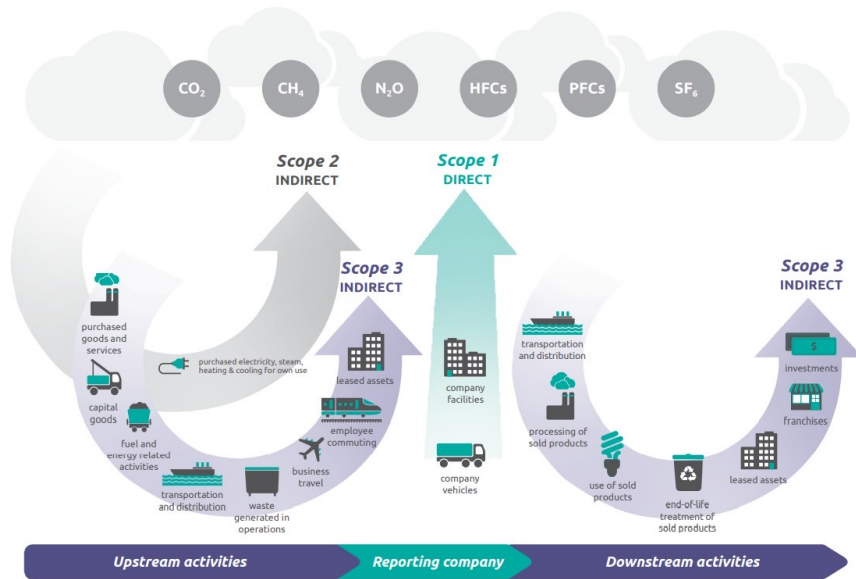 CO₂
CH₄
N₂O
HFCs
PFCs
SF₆
Scope 2
INDIRECT
Scope 1
DIRECT
Scope 3
INDIRECT
Scope 3
INDIRECT
purchased
goods and
services
capital
goods
fuel and
energy related
activities
purchased electricity, steam,
heating & cooling for own use
transportation
and distribution
waste
generated in
operations
business
travel
employee
commuting
leased assets
company
facilities
company
vehicles
transportation
and distribution
processing of
sold products
use of sold
products
end-of-life
treatment of
sold products
leased assets
franchises
investments
$
Upstream activities
Reporting company
Downstream activities